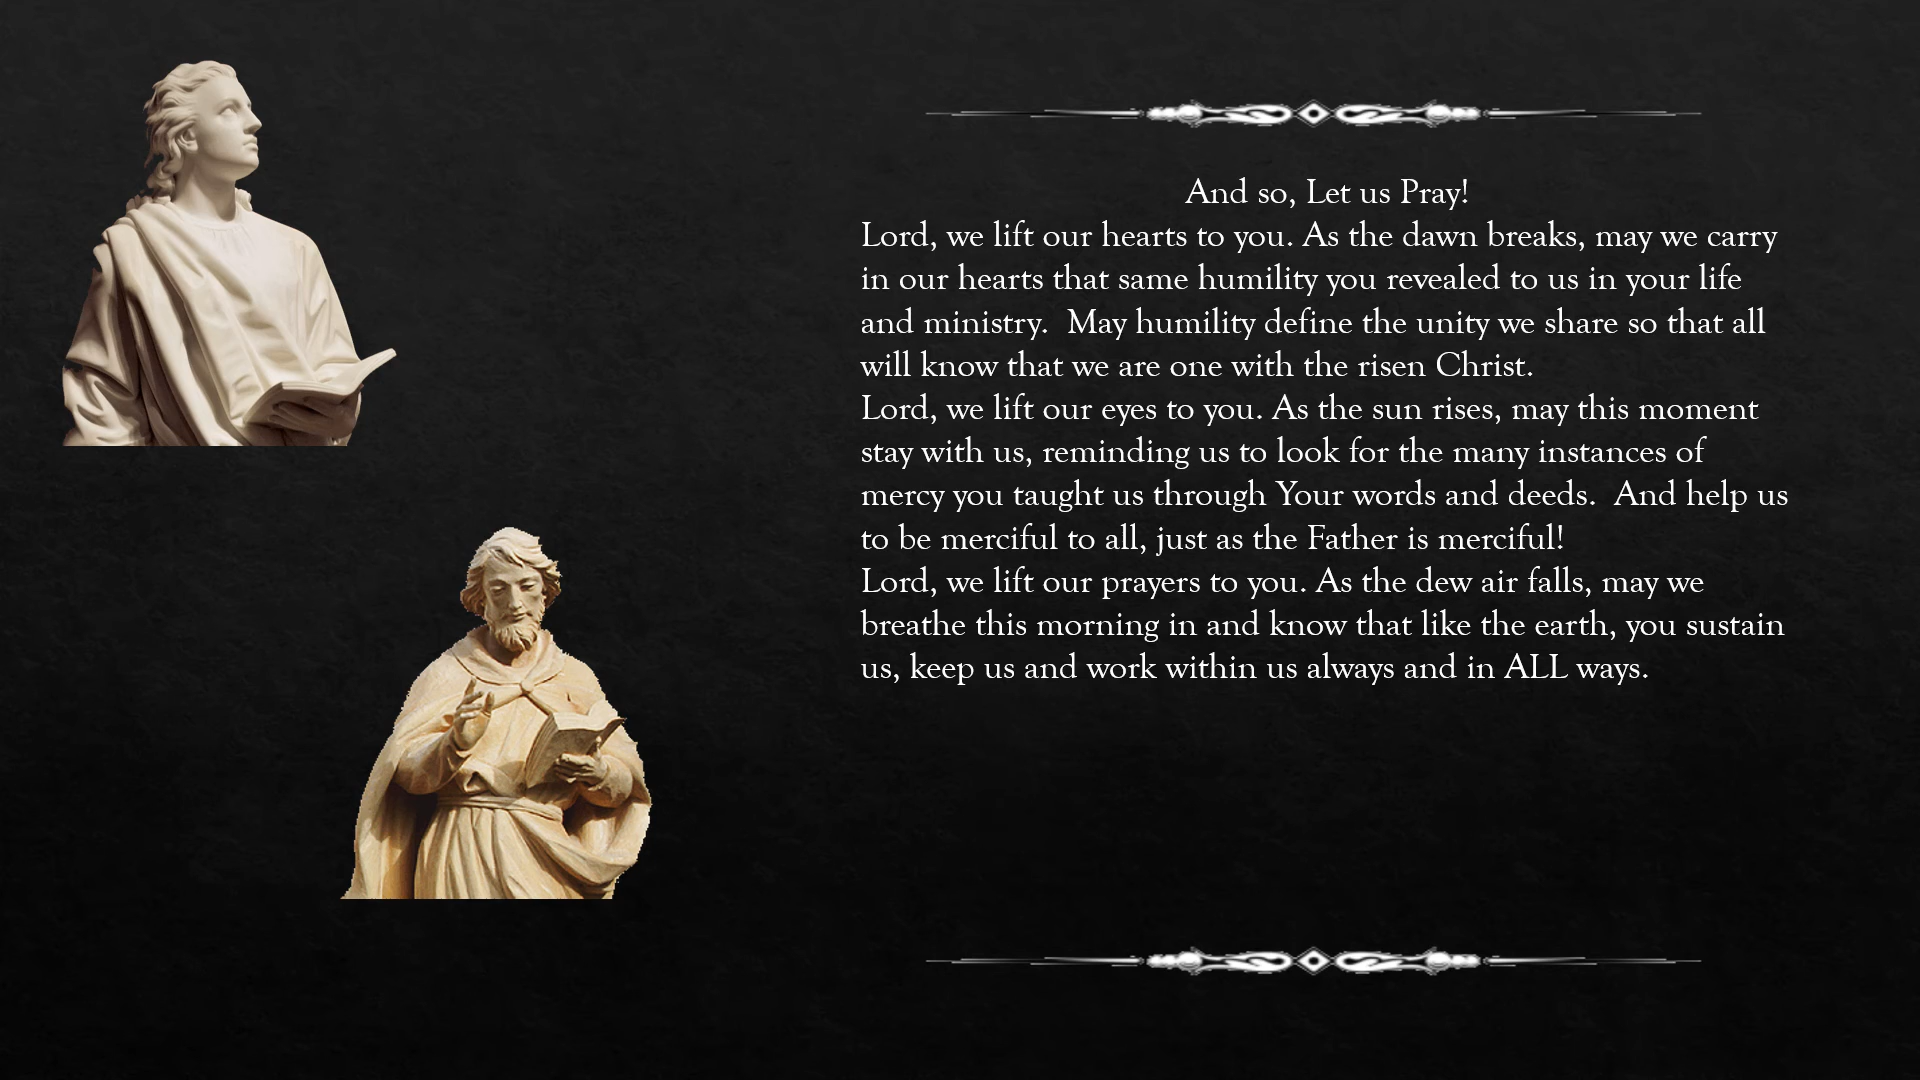 And so, Let us Pray!
Lord, we lift our hearts to you. As the dawn breaks, may we carry
in our hearts that same humility you revealed to us in your life
and ministry.  May humility define the unity we share so that all
will know that we are one with the risen Christ.
Lord, we lift our eyes to you. As the sun rises, may this moment
stay with us, reminding us to look for the many instances of
mercy you taught us through Your words and deeds.  And help us
to be merciful to all, just as the Father is merciful!
Lord, we lift our prayers to you. As the dew air falls, may we
breathe this morning in and know that like the earth, you sustain
us, keep us and work within us always and in ALL ways.